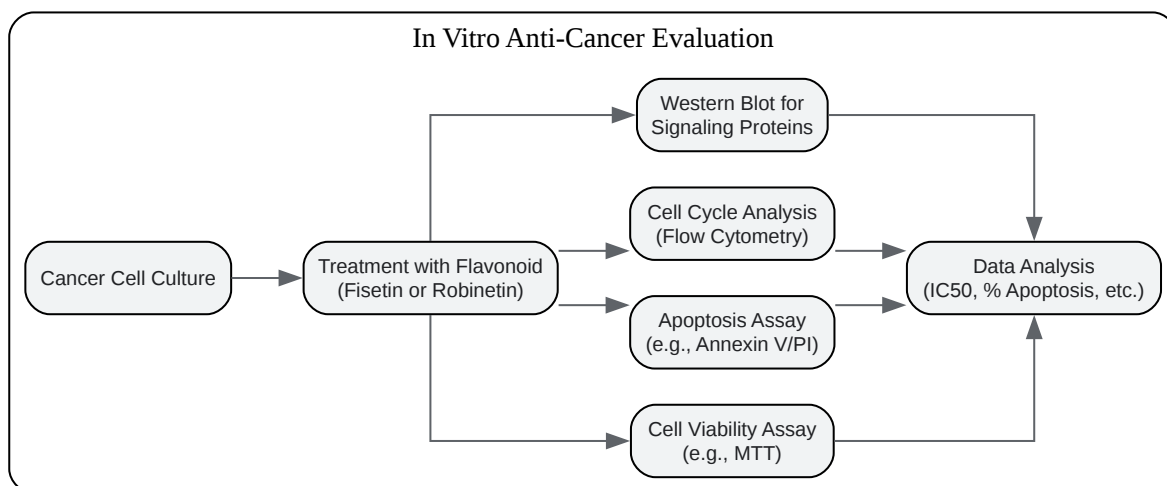 In Vitro Anti-Cancer Evaluation
Western Blot for
Signaling Proteins
Cell Cycle Analysis
(Flow Cytometry)
Cancer Cell Culture
Treatment with Flavonoid
(Fisetin or Robinetin)
Data Analysis
(IC50, % Apoptosis, etc.)
Apoptosis Assay
(e.g., Annexin V/PI)
Cell Viability Assay
(e.g., MTT)